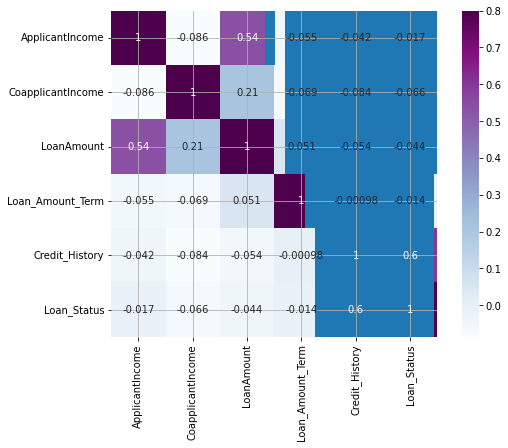 ApplicantIncome 1 -0.086 0.54 -0.055 -0.042 -0.017
CoapplicantIncome -0.086 1 0.21 -0.069 -0.084 -0.066
LoanAmount 0.54 0.21 1 0.051 -0.054 -0.044
Loan_Amount_Term -0.055 -0.069 0.051 1 -0.00098 -0.014
Credit_History -0.042 -0.084 -0.054 -0.00098 1 0.6
Loan_Status -0.017 -0.066 -0.044 -0.014 0.6 1
ApplicantIncome
CoapplicantIncome
LoanAmount
Loan_Amount_Term
Credit_History
Loan_Status
0.8
0.7
0.6
0.5
0.4
0.3
0.2
0.1
0.0